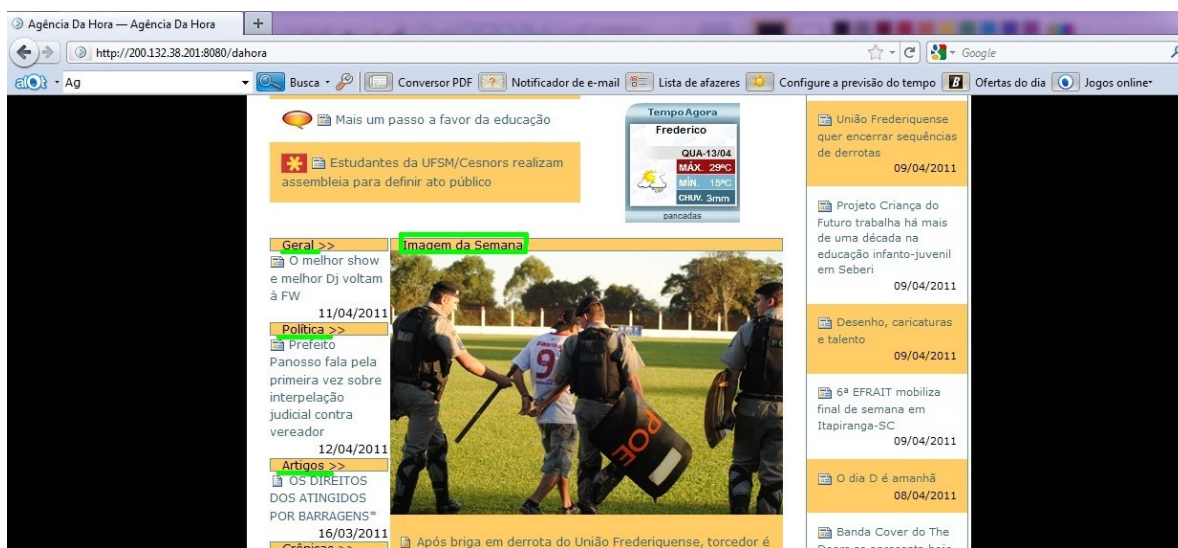 Agência Da Hora — Agência Da Hora
+
http://200.132.38.201:8080/dahora
Google
Ag
Busca
Conversor PDF
Notificador de e-mail
Lista de afazeres
Configure a previsão do tempo
Ofertas do dia
Jogos online
Mais um passo a favor da educação
Estudantes da UFSM/Cesnors realizam
assembleia para definir ato público
TempoAgora
Frederico
QUA-13/04
MÁX. 29ºC
MÍN. 15ºC
CHUV. 3mm
pancadas
Geral >>
O melhor show
e melhor Dj voltam
à FW
11/04/2011
Política >>
Prefeito
Panosso fala pela
primeira vez sobre
interpelação
judicial contra
vereador
12/04/2011
Artigos >>
OS DIREITOS
DOS ATINGIDOS
POR BARRAGENS*
16/03/2011
Crônicas >>
Imagem da Semana
9
POE
Após briga em derrota do União Frederiquense, torcedor é
União Frederiquense
quer encerrar sequências
de derrotas
09/04/2011
Projeto Criança do
Futuro trabalha há mais
de uma década na
educação infanto-juvenil
em Seberi
09/04/2011
Desenho, caricaturas
e talento
09/04/2011
6ª EFRAIT mobiliza
final de semana em
Itapiranga-SC
09/04/2011
O dia D é amanhã
08/04/2011
Banda Cover do The